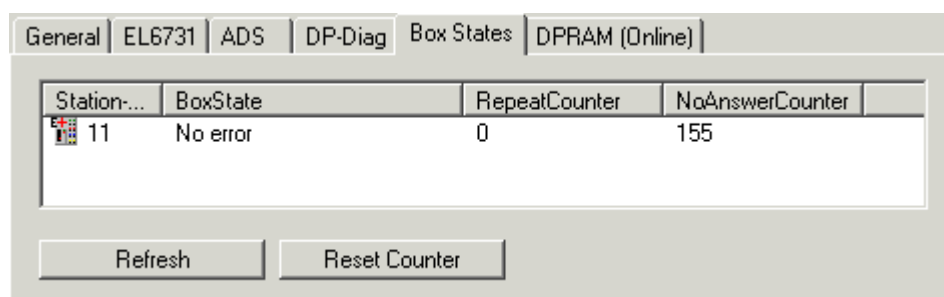 General EL6731 ADS DP-Diag Box States DPRAM (Online)
Station-... BoxState RepeatCounter NoAnswerCounter
11 No error 0 155
Refresh Reset Counter